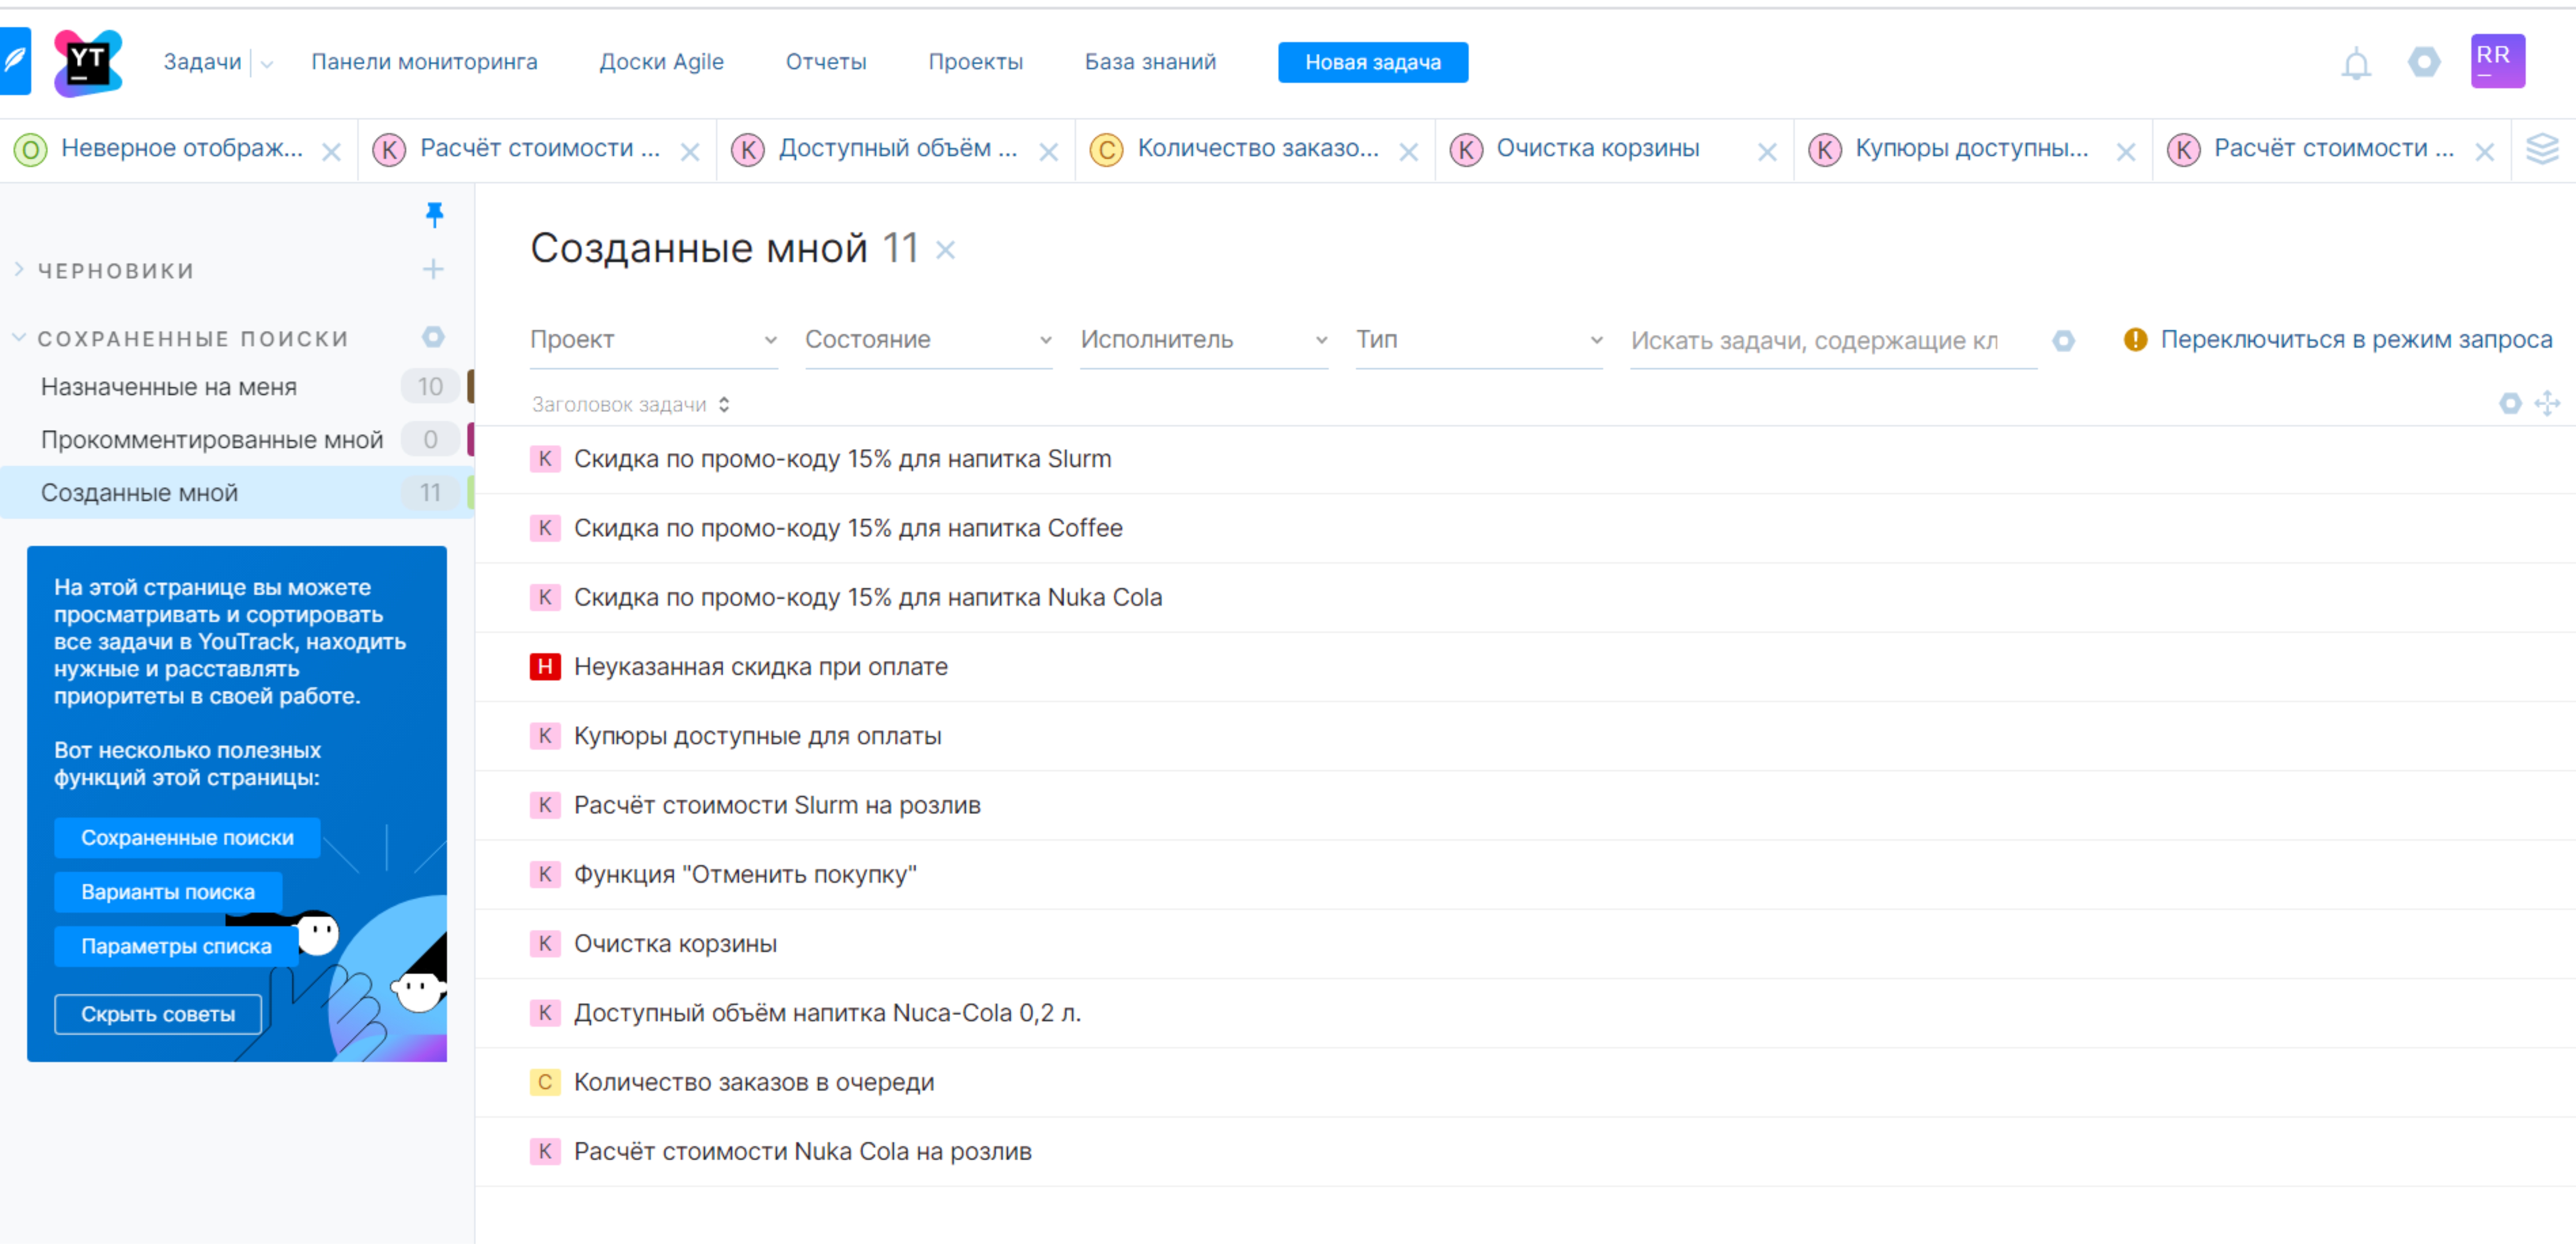 YT
Задачи
Панели мониторинга
Доски Agile
Отчеты
Проекты
База знаний
Новая задача
RR
О Неверное отображ...
К Расчёт стоимости ...
К Доступный объём ...
С Количество заказо...
К Очистка корзины
К Купюры доступны...
К Расчёт стоимости ...
ЧЕРНОВИКИ
СОХРАНЕННЫЕ ПОИСКИ
Назначенные на меня 10
Прокомментированные мной 0
Созданные мной 11
На этой странице вы можете
просматривать и сортировать
все задачи в YouTrack, находить
нужные и расставлять
приоритеты в своей работе.
Вот несколько полезных
функций этой страницы:
Сохраненные поиски
Варианты поиска
Параметры списка
Скрыть советы
Созданные мной 11
Проект
Состояние
Исполнитель
Тип
Искать задачи, содержащие кл
Переключиться в режим запроса
Заголовок задачи
К Скидка по промо-коду 15% для напитка Slurm
К Скидка по промо-коду 15% для напитка Coffee
К Скидка по промо-коду 15% для напитка Nuka Cola
Н Неуказанная скидка при оплате
К Купюры доступные для оплаты
К Расчёт стоимости Slurm на розлив
К Функция "Отменить покупку"
К Очистка корзины
К Доступный объём напитка Nuca-Cola 0,2 л.
С Количество заказов в очереди
К Расчёт стоимости Nuka Cola на розлив